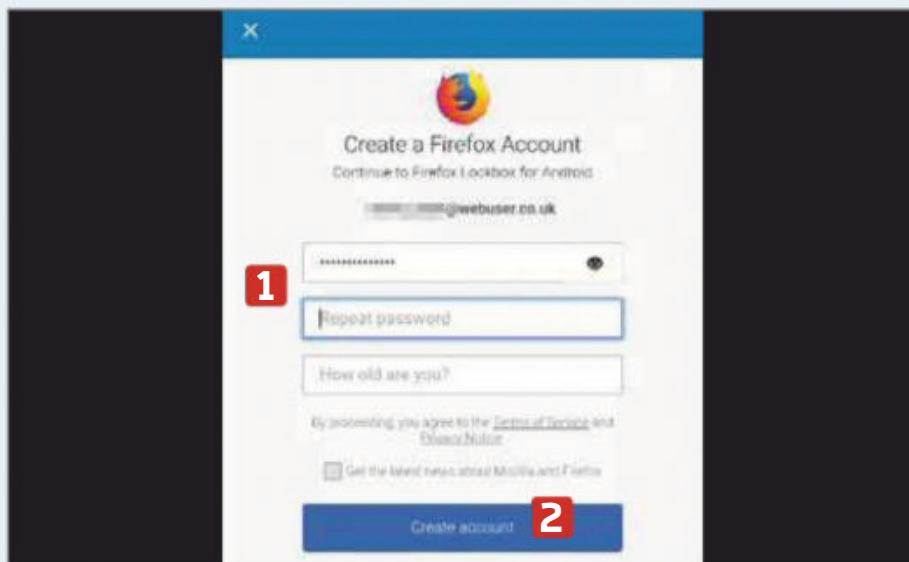 ×
Create a Firefox Account
Continue to Firefox Lockbox for Android
@webuser.co.uk
••••••••••••••
1
Repeat password
How old are you?
By proceeding, you agree to the Terms of Service and
Privacy Notice
Get the latest news about Mozilla and Firefox
Create account 2